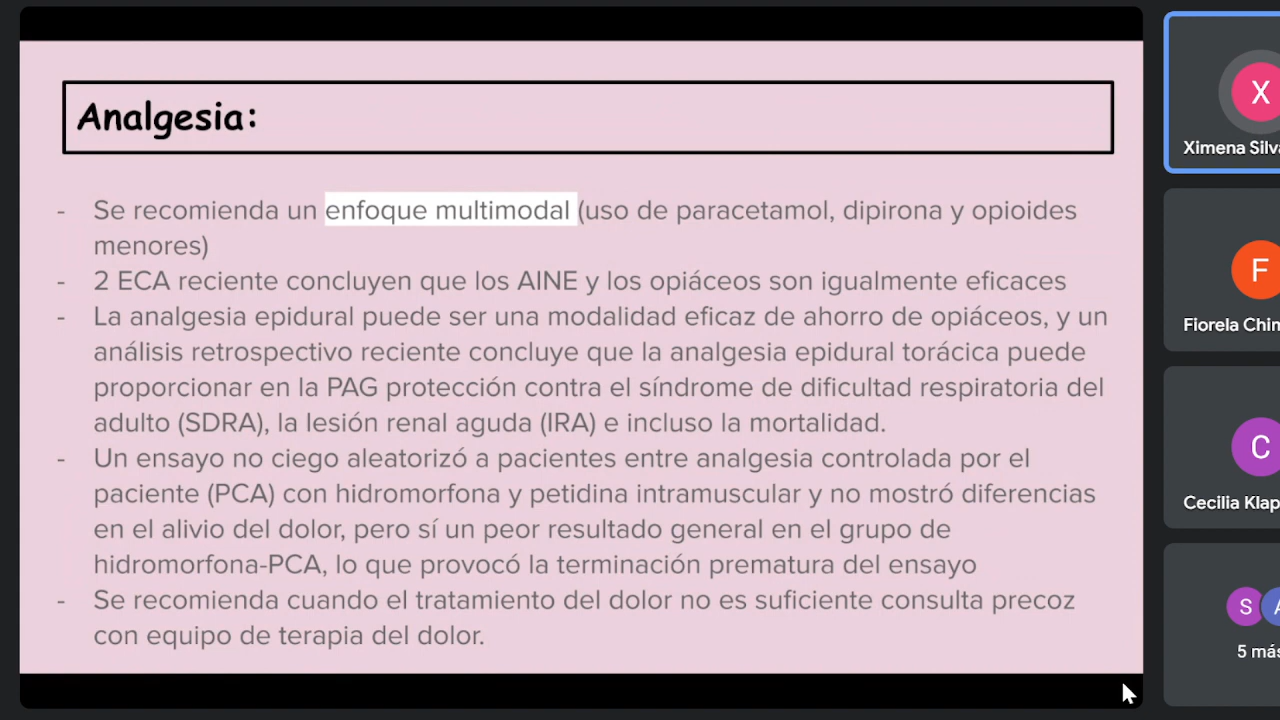 Analgesia:
- Se recomienda un enfoque multimodal (uso de paracetamol, dipirona y opioides
menores)
- 2 ECA reciente concluyen que los AINE y los opiáceos son igualmente eficaces
- La analgesia epidural puede ser una modalidad eficaz de ahorro de opiáceos, y un
análisis retrospectivo reciente concluye que la analgesia epidural torácica puede
proporcionar en la PAG protección contra el síndrome de dificultad respiratoria del
adulto (SDRA), la lesión renal aguda (IRA) e incluso la mortalidad.
- Un ensayo no ciego aleatorizó a pacientes entre analgesia controlada por el
paciente (PCA) con hidromorfona y petidina intramuscular y no mostró diferencias
en el alivio del dolor, pero sí un peor resultado general en el grupo de
hidromorfona-PCA, lo que provocó la terminación prematura del ensayo
- Se recomienda cuando el tratamiento del dolor no es suficiente consulta precoz
con equipo de terapia del dolor.
X
Ximena Silv
F
Fiorela Chi
C
Cecilia Klap
S A
5 más